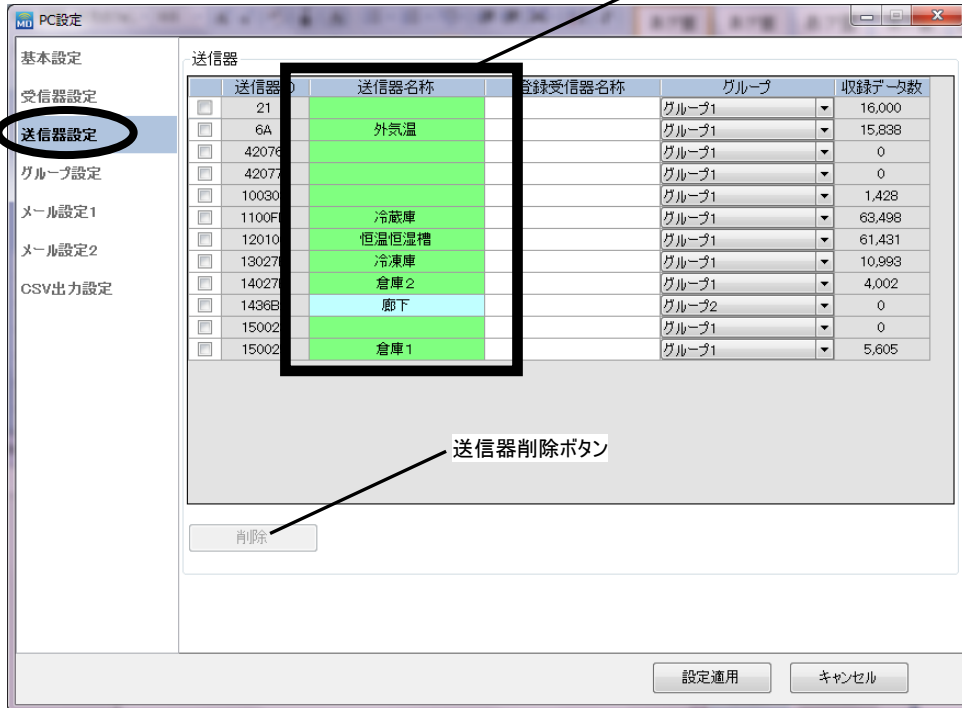 PC設定
基本設定
受信器設定
送信器設定
グループ設定
メール設定1
メール設定2
CSV出力設定
送信器
送信器 送信器名称 登録受信器名称 グループ 収録データ数
21 グループ1 16,000
6A 外気温 グループ1 15,838
42076 グループ1 0
42077 グループ1 0
10030 グループ1 1,428
1100F 冷蔵庫 グループ1 63,498
12010 恒温恒湿槽 グループ1 61,431
13027 冷凍庫 グループ1 10,993
14027 倉庫2 グループ1 4,002
1436B 廊下 グループ2 0
15002 グループ1 0
15002 倉庫1 グループ1 5,605
送信器削除ボタン
削除
設定適用 キャンセル